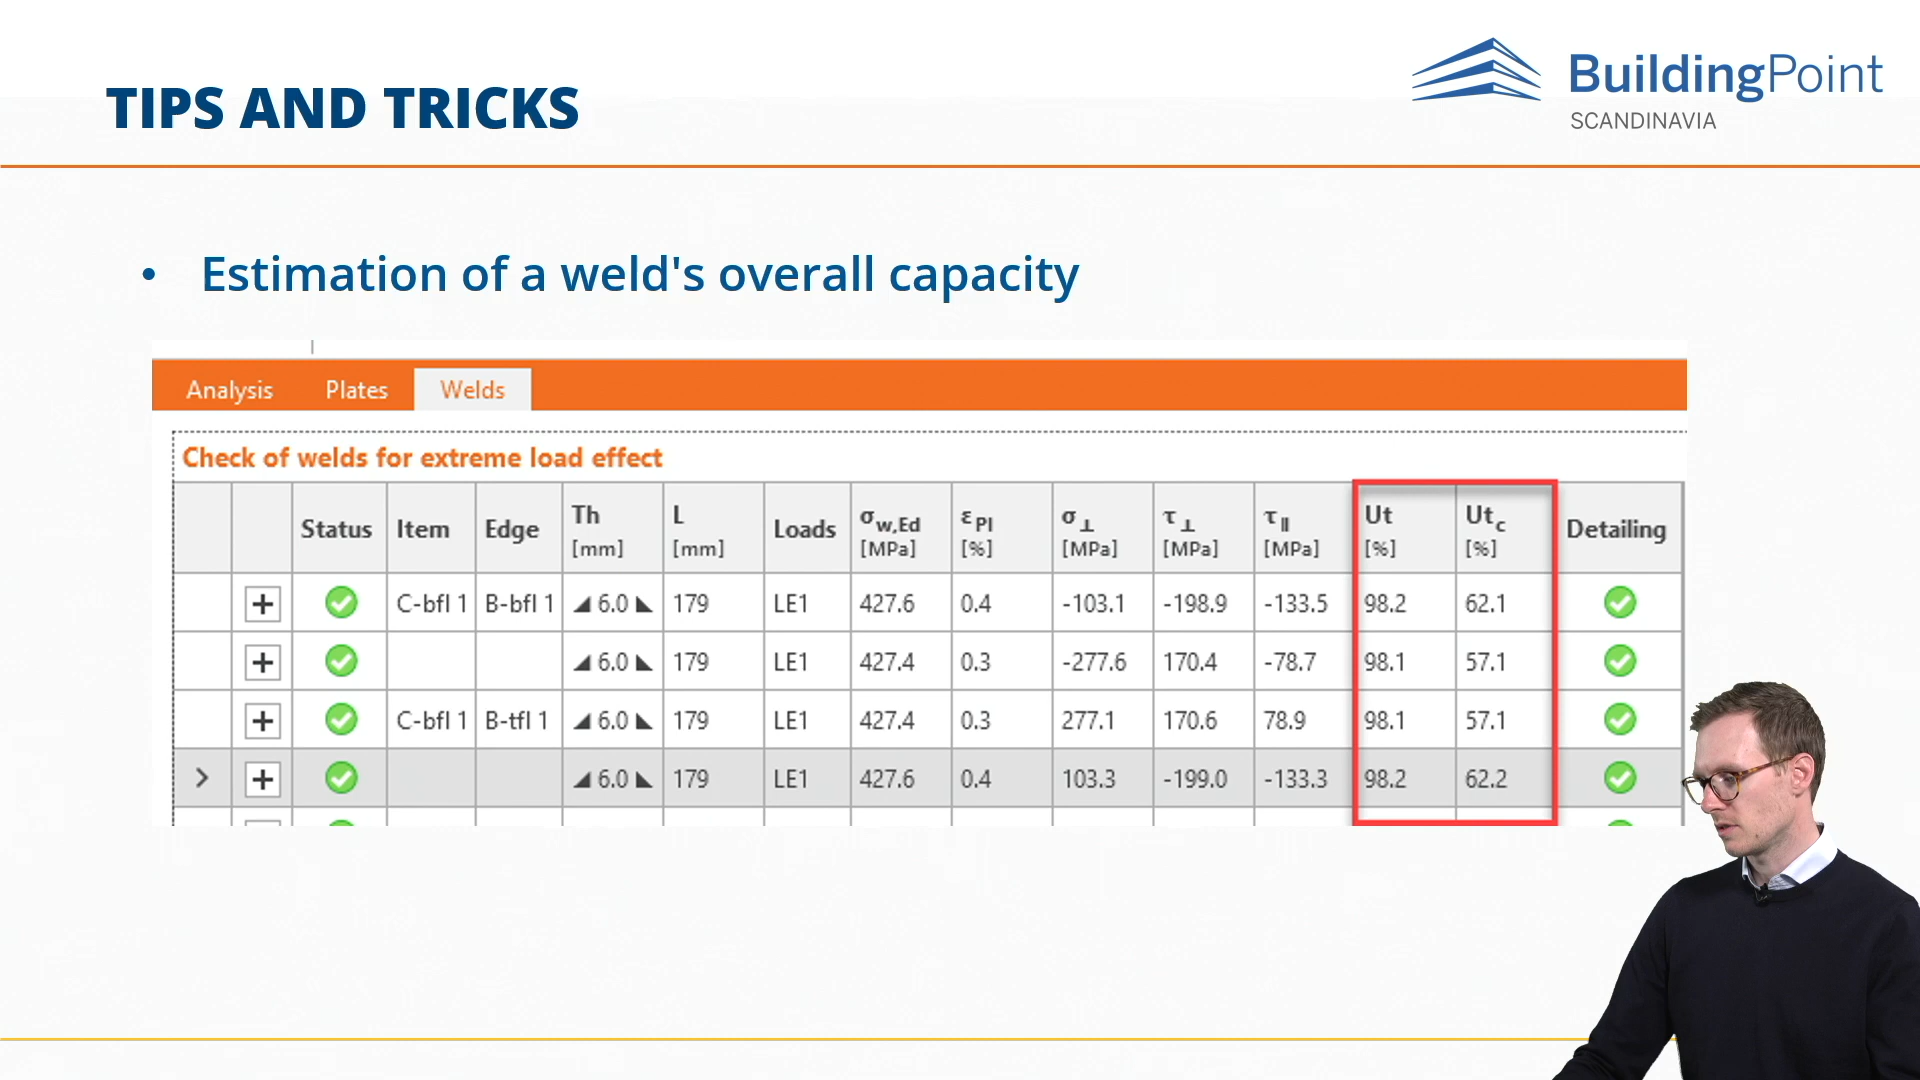 BuildingPoint
SCANDINAVIA
TIPS AND TRICKS
• Estimation of a weld's overall capacity
Analysis Plates Welds
Check of welds for extreme load effect
Status Item Edge Th [mm] L [mm] Loads σw,Ed [MPa] εPl [%] σ⊥ [MPa] τ⊥ [MPa] τ|| [MPa] Ut [%] Utc [%] Detailing
+ C-bfl 1 B-bfl 1 ◢ 6.0 ◣ 179 LE1 427.6 0.4 -103.1 -198.9 -133.5 98.2 62.1
+ ◢ 6.0 ◣ 179 LE1 427.4 0.3 -277.6 170.4 -78.7 98.1 57.1
+ C-bfl 1 B-tfl 1 ◢ 6.0 ◣ 179 LE1 427.4 0.3 277.1 170.6 78.9 98.1 57.1
> + ◢ 6.0 ◣ 179 LE1 427.6 0.4 103.3 -199.0 -133.3 98.2 62.2